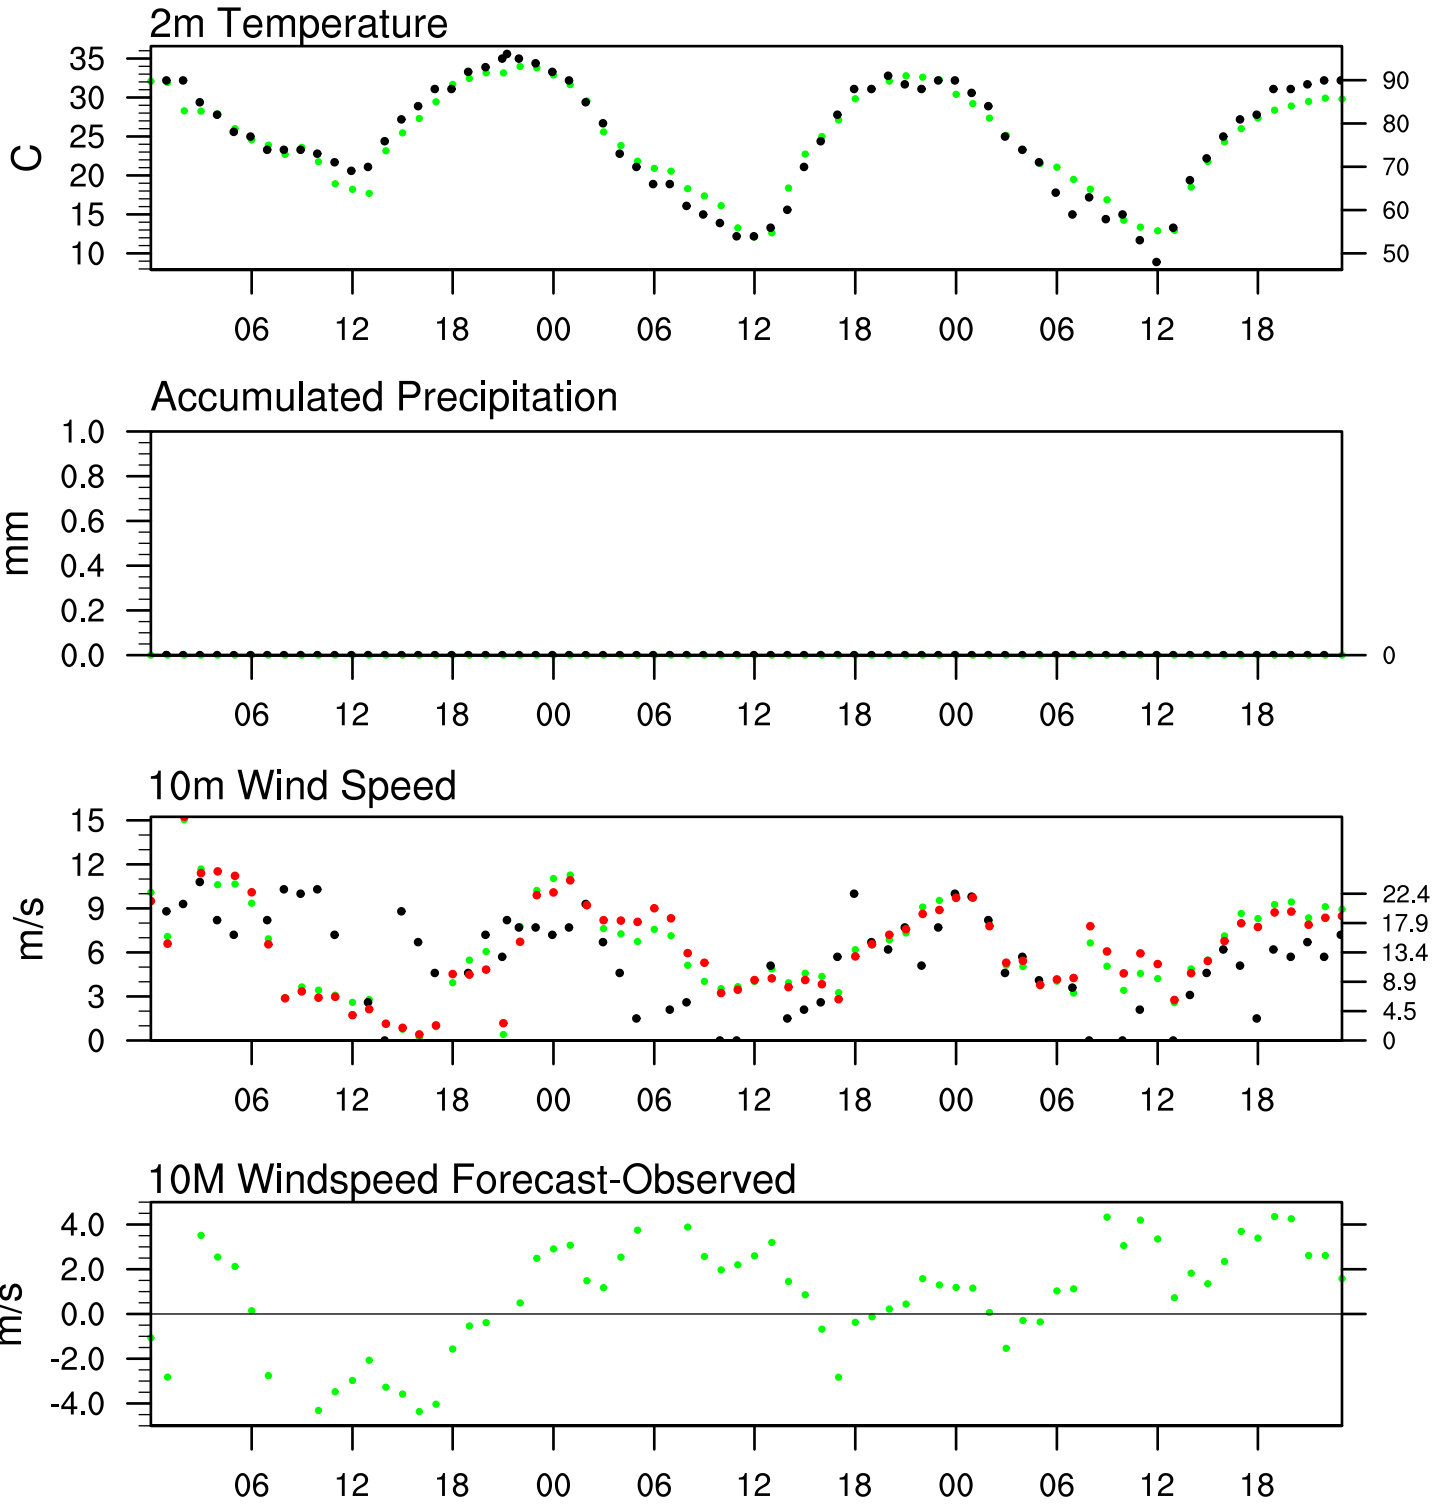 2m Temperature
35
30
25
20
15
10
C
90
80
70
60
50
06 12 18 00 06 12 18 00 06 12 18
Accumulated Precipitation
1.0
0.8
0.6
0.4
0.2
0.0
mm
0
06 12 18 00 06 12 18 00 06 12 18
10m Wind Speed
15
12
9
6
3
0
m/s
22.4
17.9
13.4
8.9
4.5
0
06 12 18 00 06 12 18 00 06 12 18
10M Windspeed Forecast-Observed
4.0
2.0
0.0
-2.0
-4.0
m/s
06 12 18 00 06 12 18 00 06 12 18